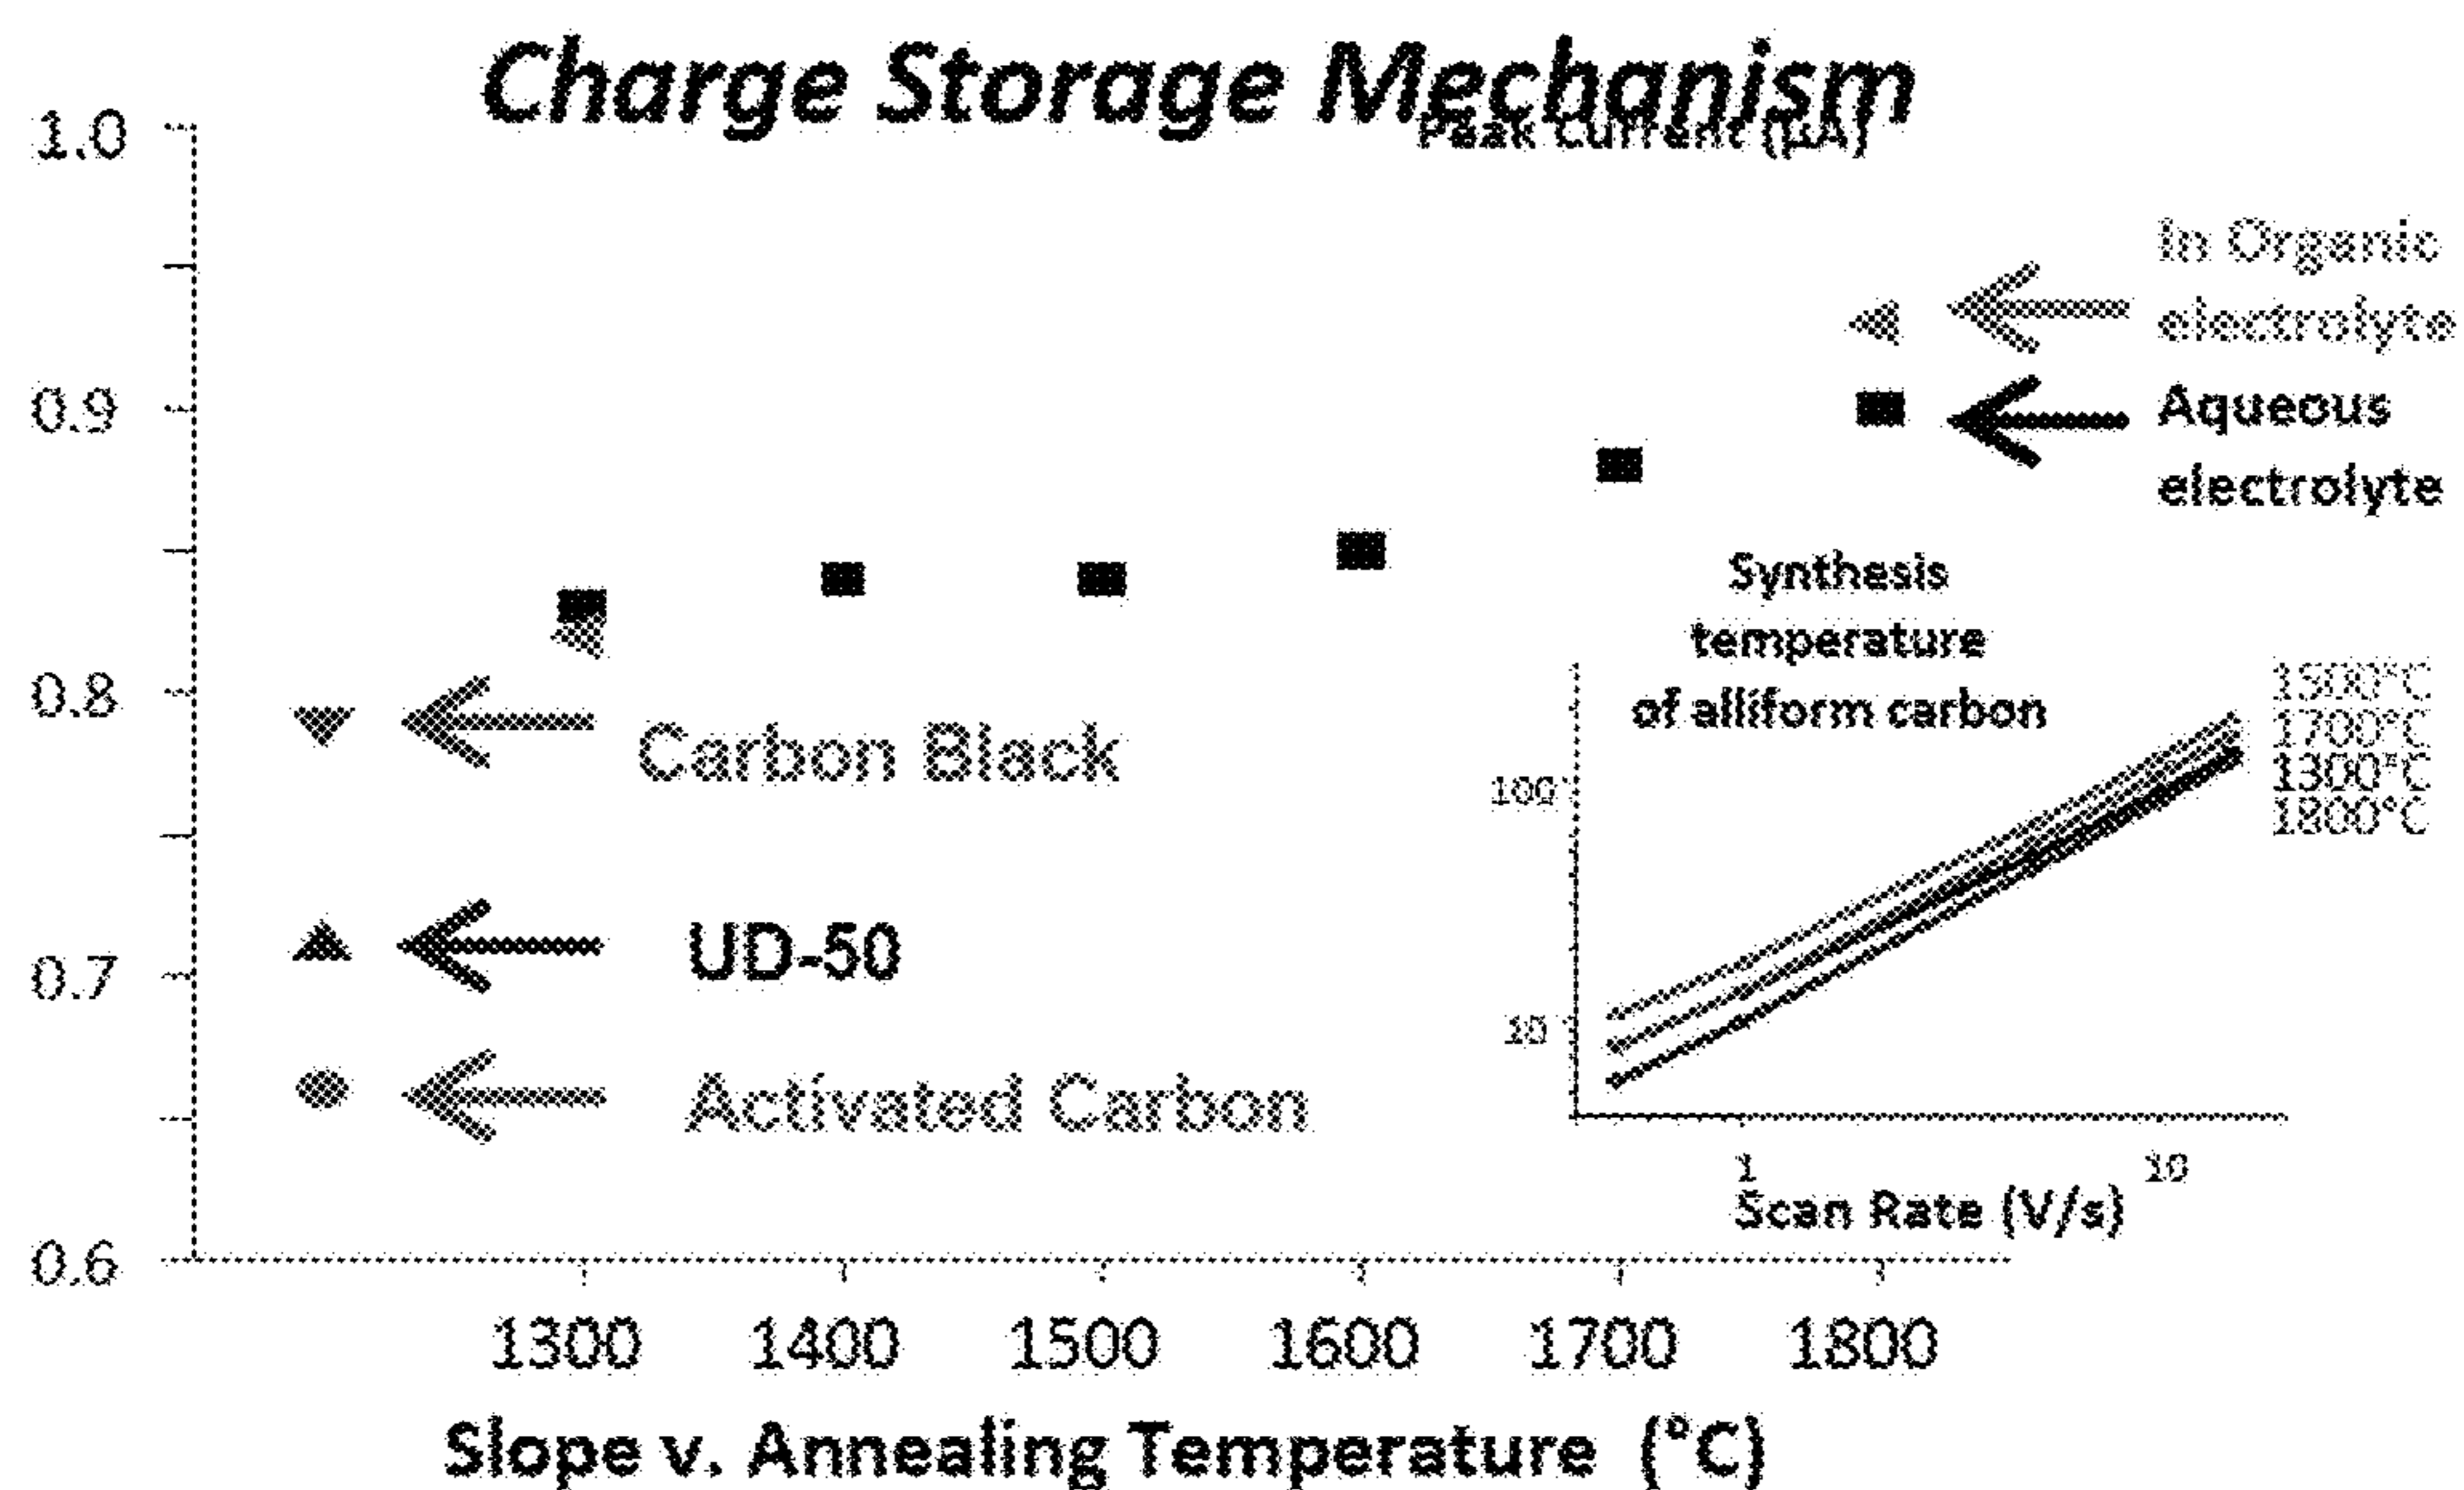 Charge Storage Mechanism
Peak Current (µA)
1.0
0.9
0.8
0.7
0.6
In Organic
electrolyte
Aqueous
electrolyte
Carbon Black
UD-50
Activated Carbon
Synthesis
temperature
of alliform carbon
1500°C
1700°C
1300°C
1800°C
100
10
1
10
Scan Rate (V/s)
1300 1400 1500 1600 1700 1800
Slope v. Annealing Temperature (°C)